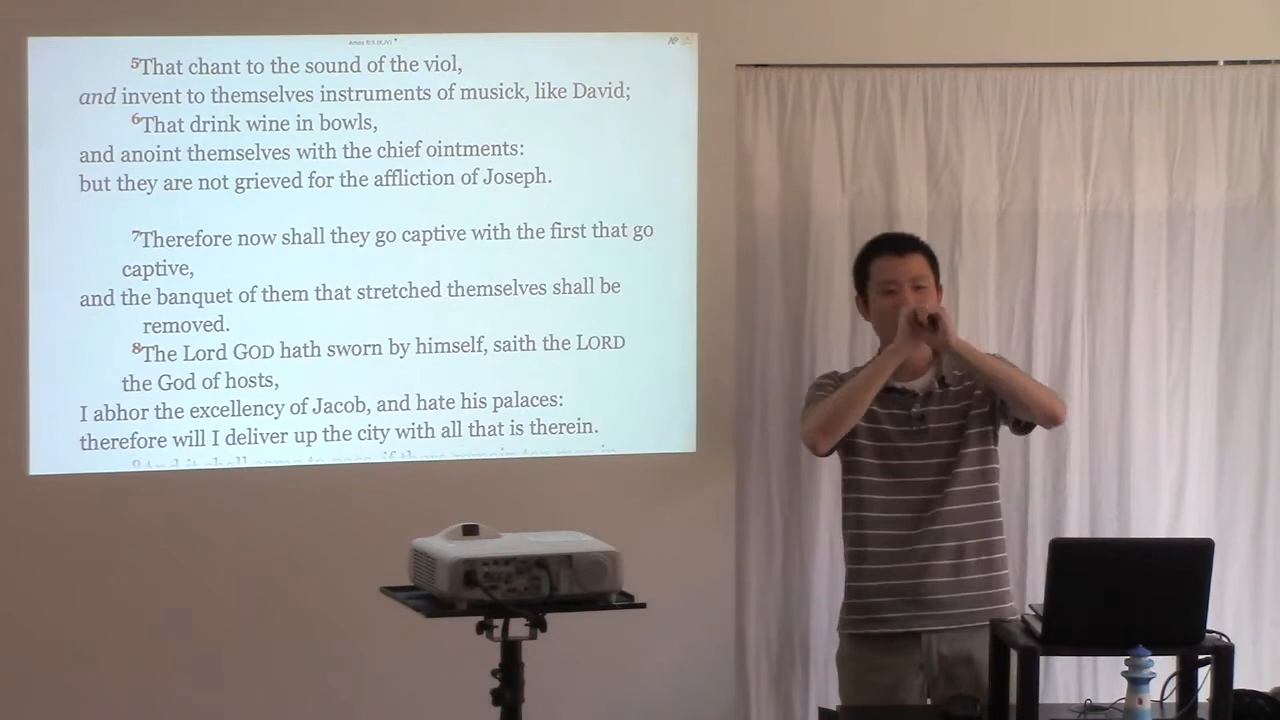 Amos 6:6 (KJV)
5That chant to the sound of the viol,
and invent to themselves instruments of musick, like David;
6That drink wine in bowls,
and anoint themselves with the chief ointments:
but they are not grieved for the affliction of Joseph.
7Therefore now shall they go captive with the first that go
captive,
and the banquet of them that stretched themselves shall be
removed.
8The Lord GOD hath sworn by himself, saith the LORD
the God of hosts,
I abhor the excellency of Jacob, and hate his palaces:
therefore will I deliver up the city with all that is therein.